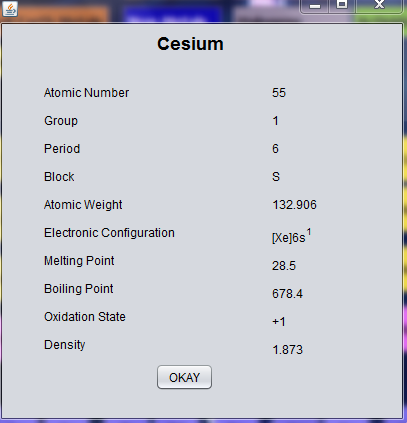 Cesium
Atomic Number 55
Group 1
Period 6
Block S
Atomic Weight 132.906
Electronic Configuration [Xe]6s¹
Melting Point 28.5
Boiling Point 678.4
Oxidation State +1
Density 1.873
OKAY